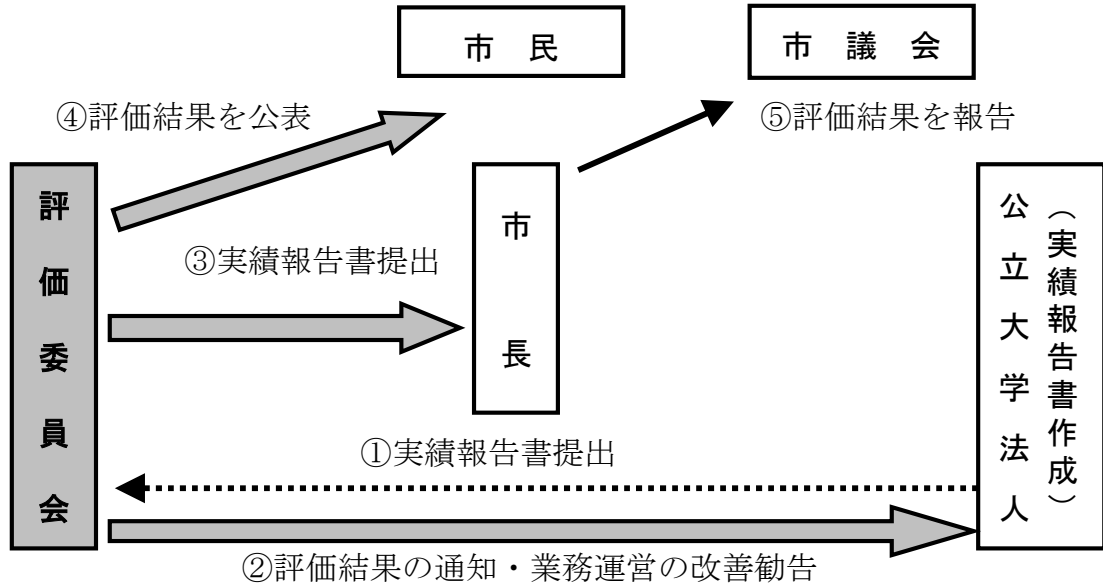 市民
市議会
④評価結果を公表
⑤評価結果を報告
評価委員会
③実績報告書提出
市長
公立大学法人
（実績報告書作成）
①実績報告書提出
②評価結果の通知・業務運営の改善勧告